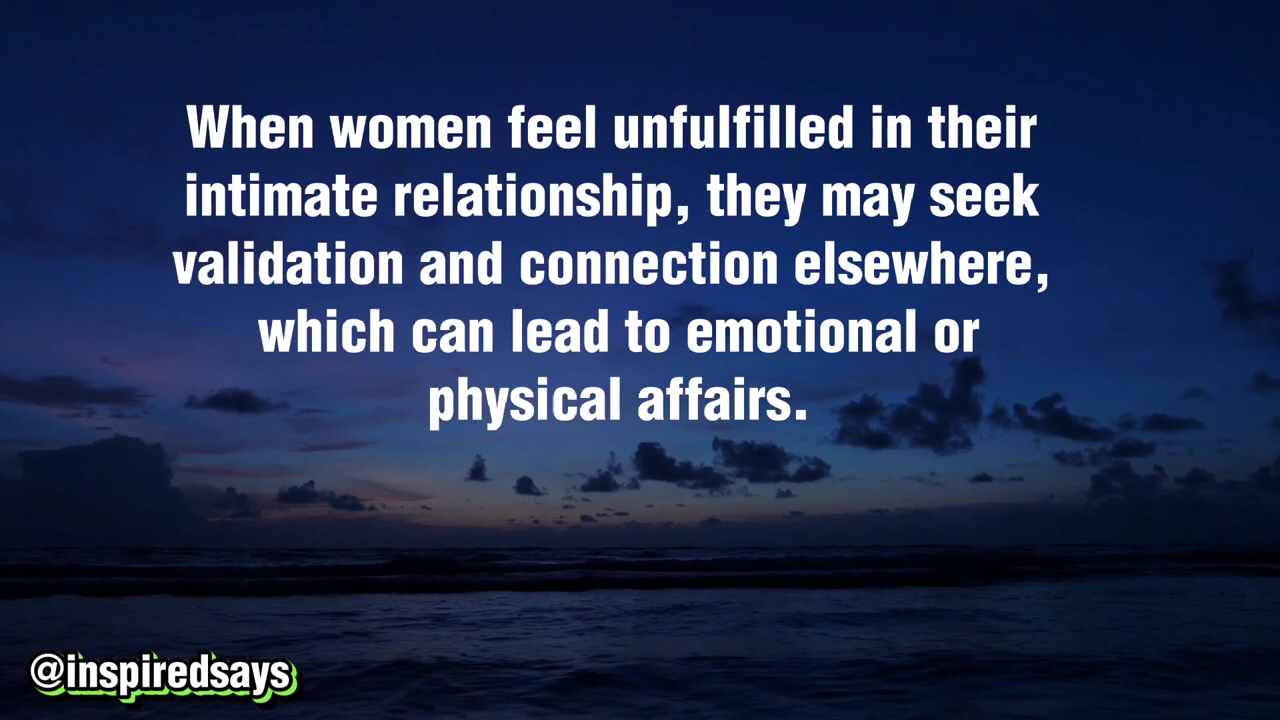 When women feel unfulfilled in their
intimate relationship, they may seek
validation and connection elsewhere,
which can lead to emotional or
physical affairs.
@inspiredsays